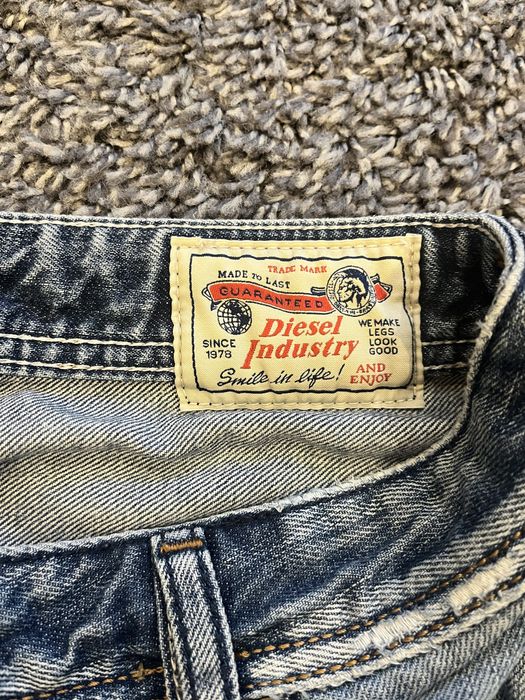 TRADE MARK
MADE TO LAST
GUARANTEED
Diesel
Industry
SINCE
1978
WE MAKE
LEGS
LOOK
GOOD
AND
ENJOY
Smile in life!